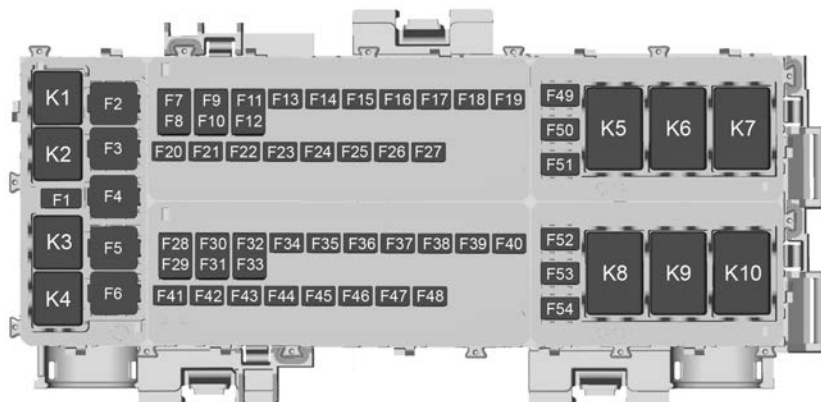 K1 F2 F7 F9 F11 F13 F14 F15 F16 F17 F18 F19 F49 K5 K6 K7
F8 F10 F12 F50
K2 F3 F20 F21 F22 F23 F24 F25 F26 F27 F51
F1 F4
K3 F5 F28 F30 F32 F34 F35 F36 F37 F38 F39 F40 F52 K8 K9 K10
F29 F31 F33 F53
K4 F6 F41 F42 F43 F44 F45 F46 F47 F48 F54